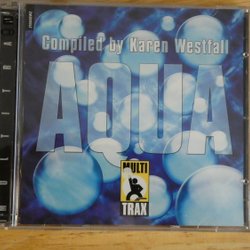 Compiled by Karen Westfall
AQUA
MULTI
TRAX
MULTITRAX